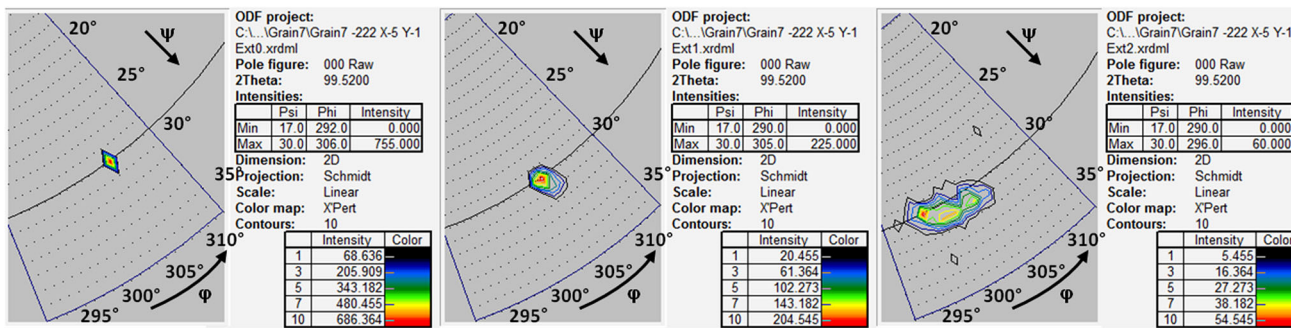 20°
25°
30°
35°
310°
305°
300°
295°
Ψ
φ
ODF project:
C:\...\Grain7\Grain7 -222 X-5 Y-1
Ext0.xrdml
Pole figure: 000 Raw
2Theta: 99.5200
Intensities:
Psi Phi Intensity
Min 17.0 292.0 0.000
Max 30.0 306.0 755.000
Dimension: 2D
Projection: Schmidt
Scale: Linear
Color map: X'Pert
Contours: 10
Intensity Color
1 68.636
3 205.909
5 343.182
7 480.455
10 686.364
20°
25°
30°
35°
310°
305°
300°
295°
Ψ
φ
ODF project:
C:\...\Grain7\Grain7 -222 X-5 Y-1
Ext1.xrdml
Pole figure: 000 Raw
2Theta: 99.5200
Intensities:
Psi Phi Intensity
Min 17.0 290.0 0.000
Max 30.0 305.0 225.000
Dimension: 2D
Projection: Schmidt
Scale: Linear
Color map: X'Pert
Contours: 10
Intensity Color
1 20.455
3 61.364
5 102.273
7 143.182
10 204.545
20°
25°
30°
35°
310°
305°
300°
295°
Ψ
φ
ODF project:
C:\...\Grain7\Grain7 -222 X-5 Y-1
Ext2.xrdml
Pole figure: 000 Raw
2Theta: 99.5200
Intensities:
Psi Phi Intensity
Min 17.0 290.0 0.000
Max 30.0 296.0 60.000
Dimension: 2D
Projection: Schmidt
Scale: Linear
Color map: X'Pert
Contours: 10
Intensity Color
1 5.455
3 16.364
5 27.273
7 38.182
10 54.545